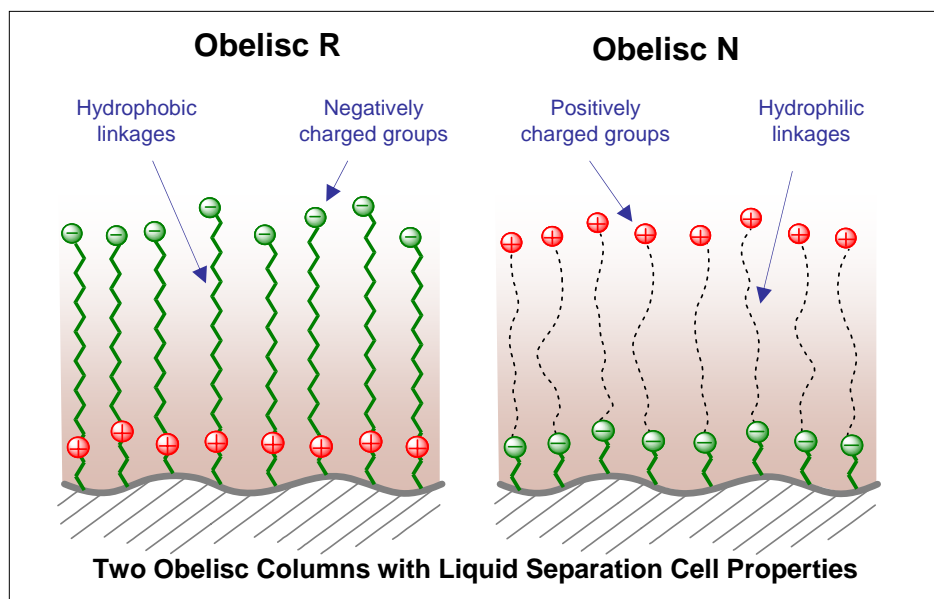 Obelisc R
Obelisc N
Hydrophobic
linkages
Negatively
charged groups
Positively
charged groups
Hydrophilic
linkages
Two Obelisc Columns with Liquid Separation Cell Properties